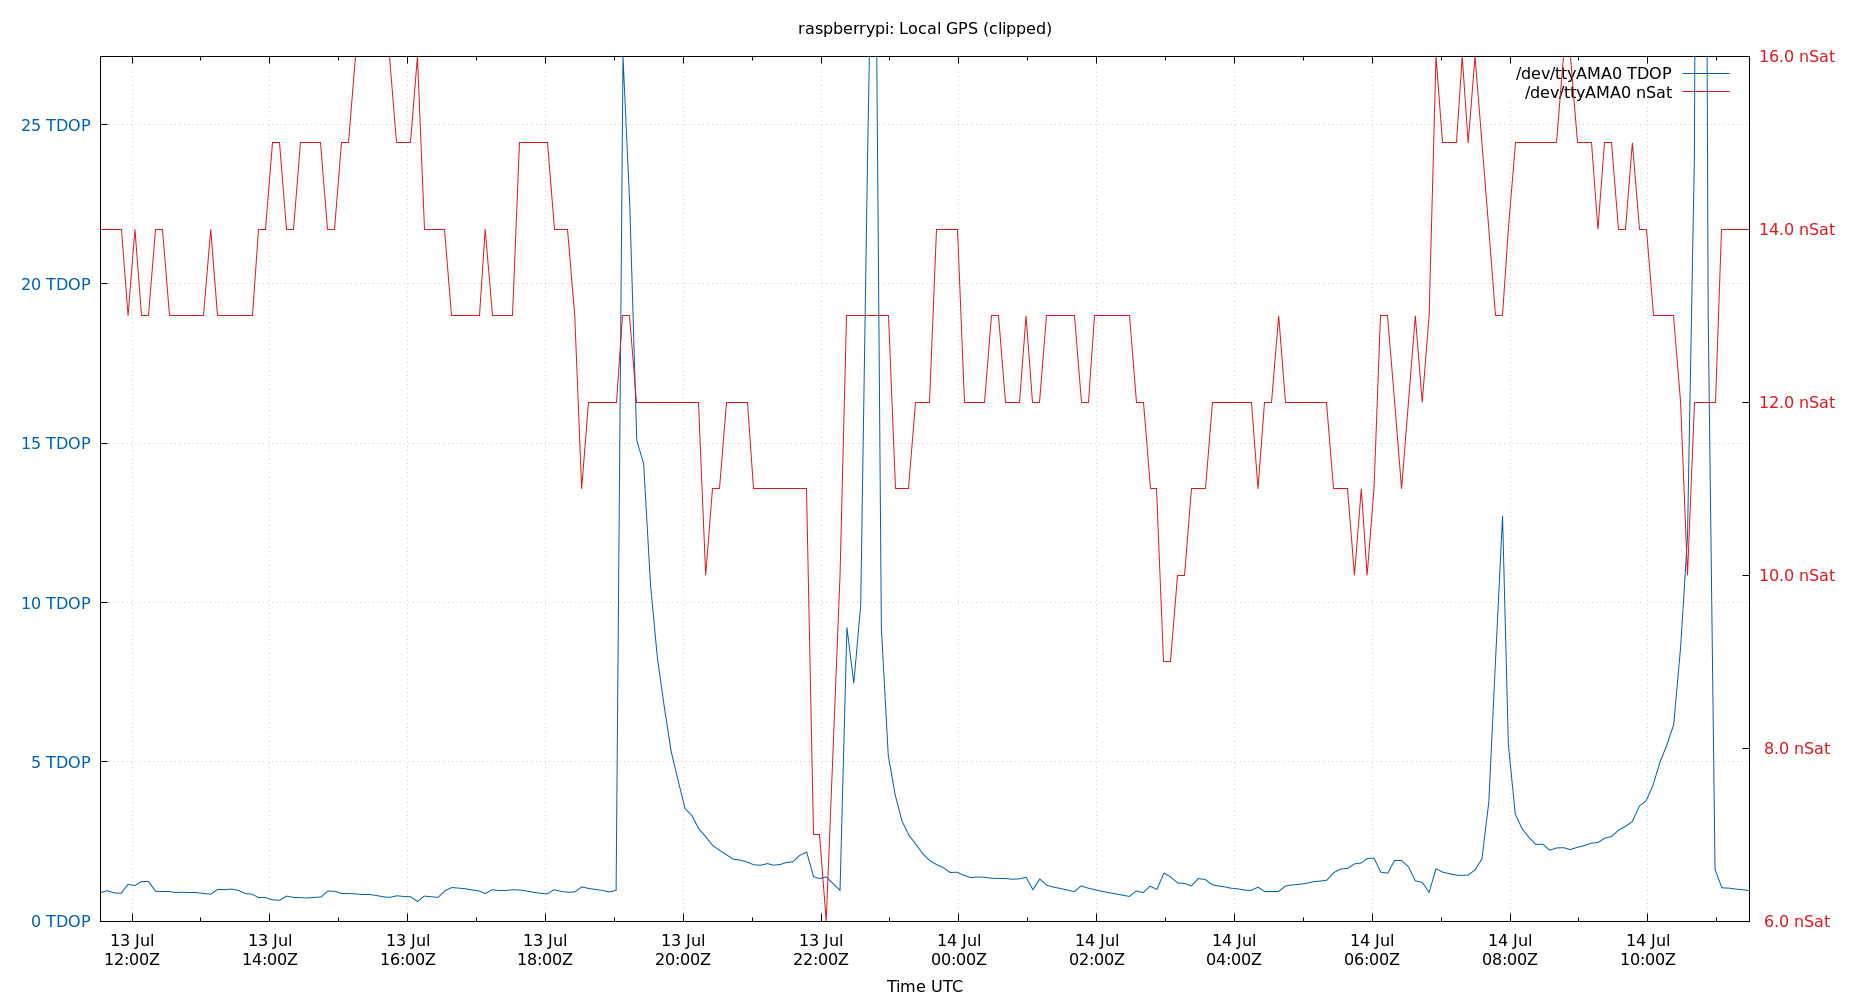 raspberrypi: Local GPS (clipped)
/dev/ttyAMA0 TDOP
/dev/ttyAMA0 nSat
25 TDOP
20 TDOP
15 TDOP
10 TDOP
5 TDOP
0 TDOP
16.0 nSat
14.0 nSat
12.0 nSat
10.0 nSat
8.0 nSat
6.0 nSat
13 Jul 13 Jul 13 Jul 13 Jul 13 Jul 13 Jul 14 Jul 14 Jul 14 Jul 14 Jul 14 Jul 14 Jul
12:00Z 14:00Z 16:00Z 18:00Z 20:00Z 22:00Z 00:00Z 02:00Z 04:00Z 06:00Z 08:00Z 10:00Z
Time UTC